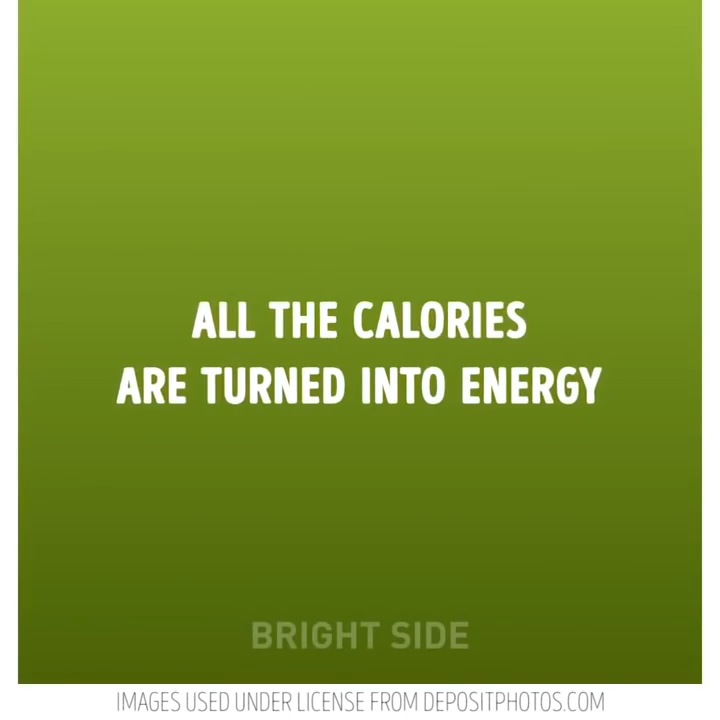 ALL THE CALORIES
ARE TURNED INTO ENERGY
BRIGHT SIDE
IMAGES USED UNDER LICENSE FROM DEPOSITPHOTOS.COM